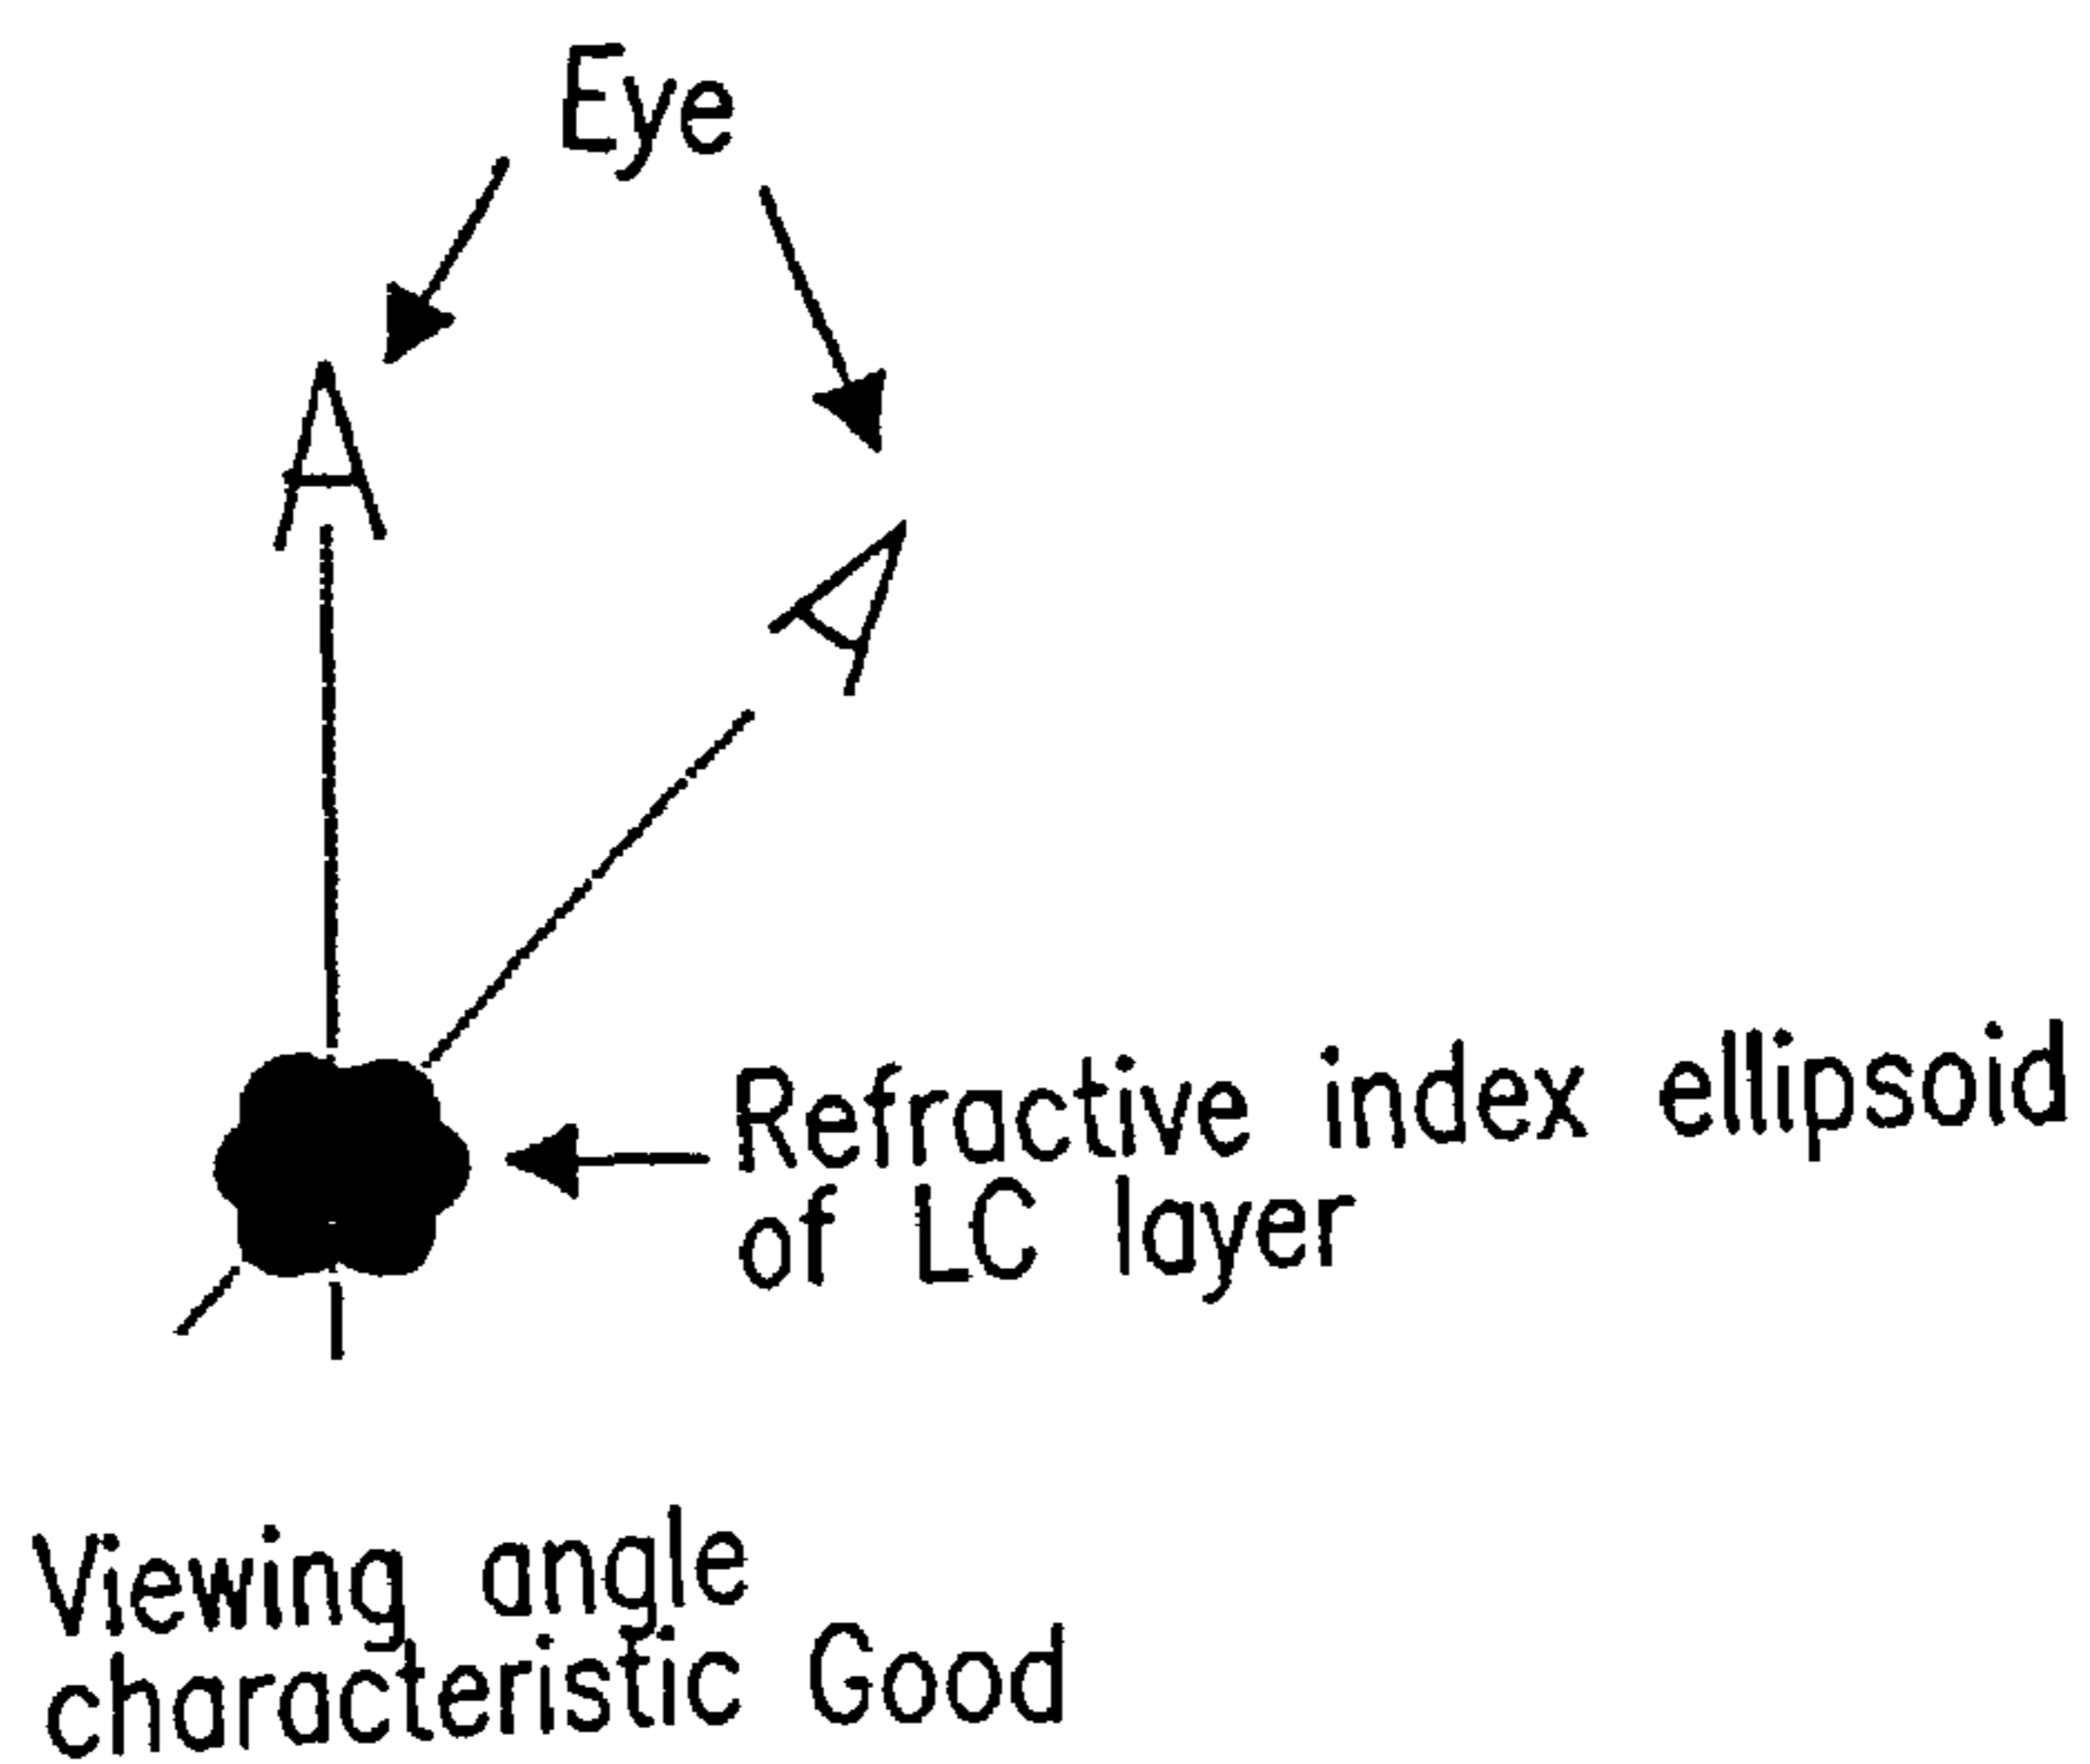 Eye
A
A
Refractive index ellipsoid
of LC layer
Viewing angle
characteristic Good